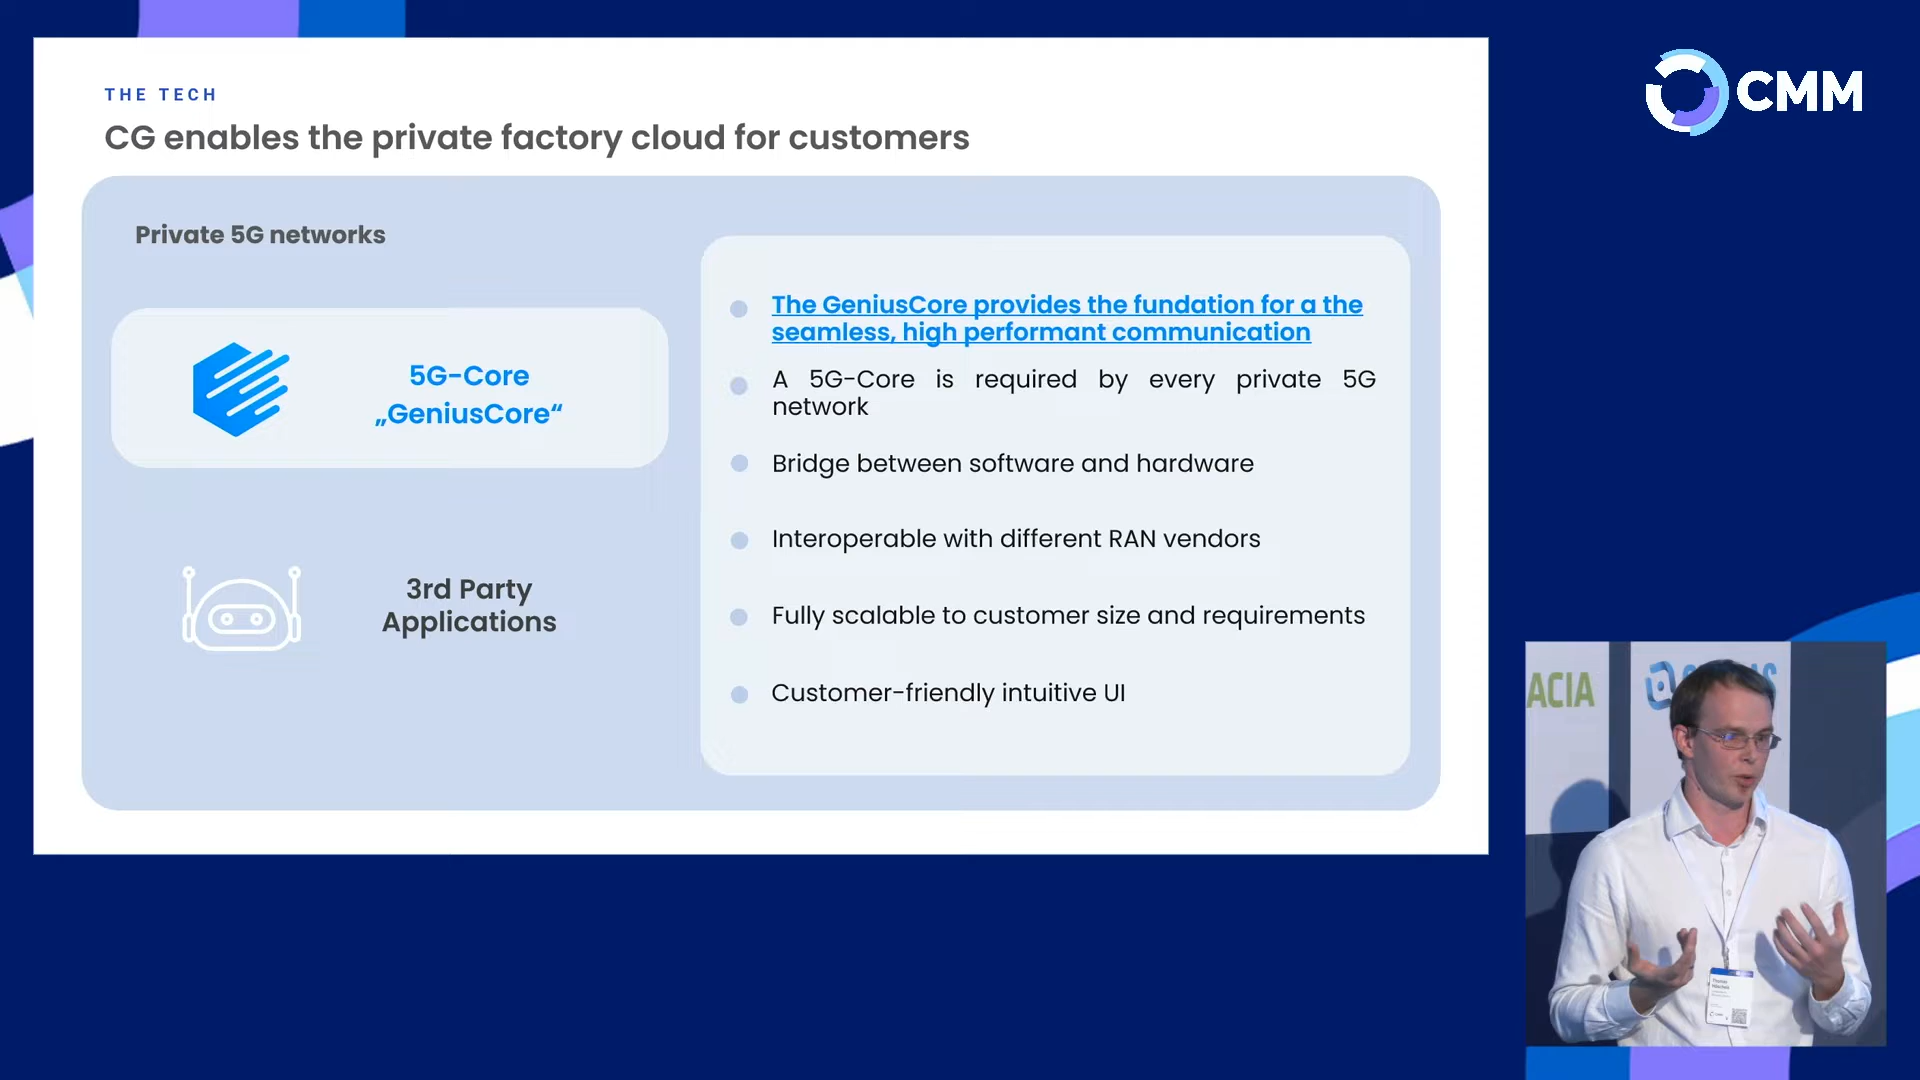 THE TECH
CG enables the private factory cloud for customers
Private 5G networks
5G-Core
„GeniusCore“
3rd Party
Applications
The GeniusCore provides the fundation for a the
seamless, high performant communication
A 5G-Core is required by every private 5G
network
Bridge between software and hardware
Interoperable with different RAN vendors
Fully scalable to customer size and requirements
Customer-friendly intuitive UI
CMM
ACIA
Thomas